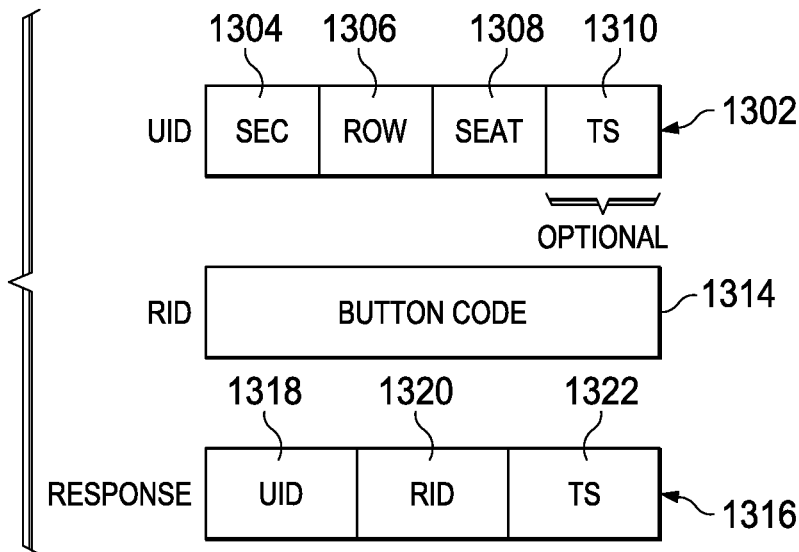 1304 1306 1308 1310
UID SEC ROW SEAT TS 1302
OPTIONAL
RID BUTTON CODE 1314
1318 1320 1322
RESPONSE UID RID TS 1316